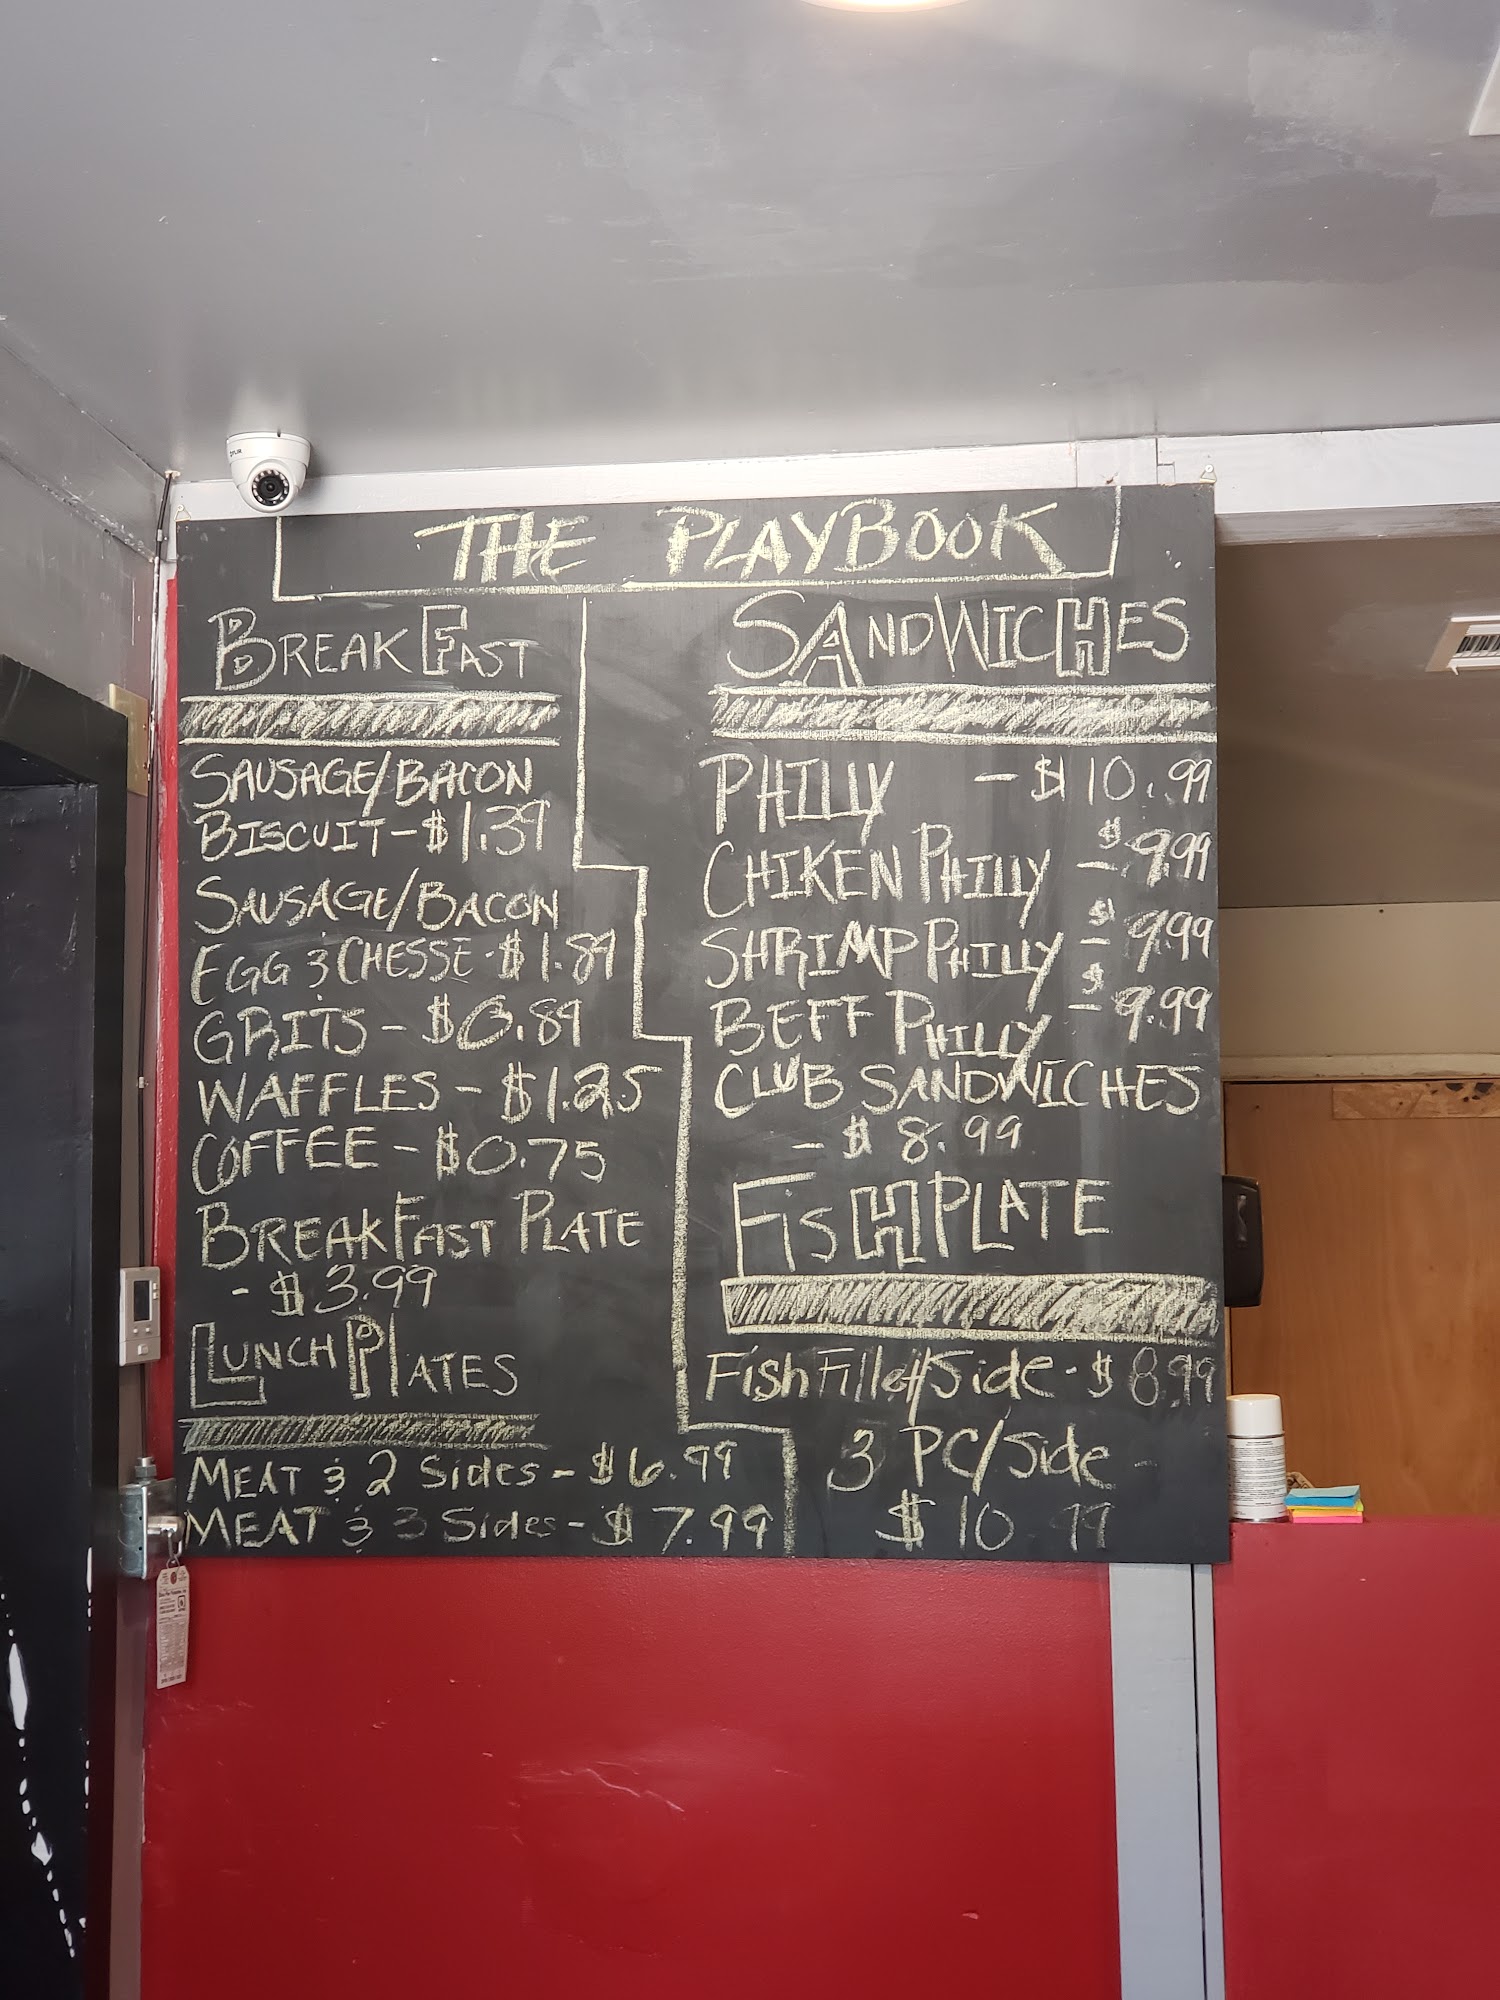 THE PLAYBOOK
BREAKFAST
SAUSAGE/BACON
BISCUIT - $1.39
SAUSAGE/BACON
EGG & CHESSE - $1.89
GRITS - $0.89
WAFFLES - $1.25
COFFEE - $0.75
BREAKFAST PLATE
- $3.99
LUNCH PlATES
MEAT & 2 Sides - $6.99
MEAT & 3 Sides - $7.99
SANDWICHES
PHILLY - $10.99
CHIKEN PHILLY - $9.99
SHRIMP PHILLY - $9.99
BEFF PHILLY - $9.99
CLUB SANDWICHES
- $8.99
FISH PLATE
Fish Fillet/Side - $8.99
3 PC/Side -
$10.99